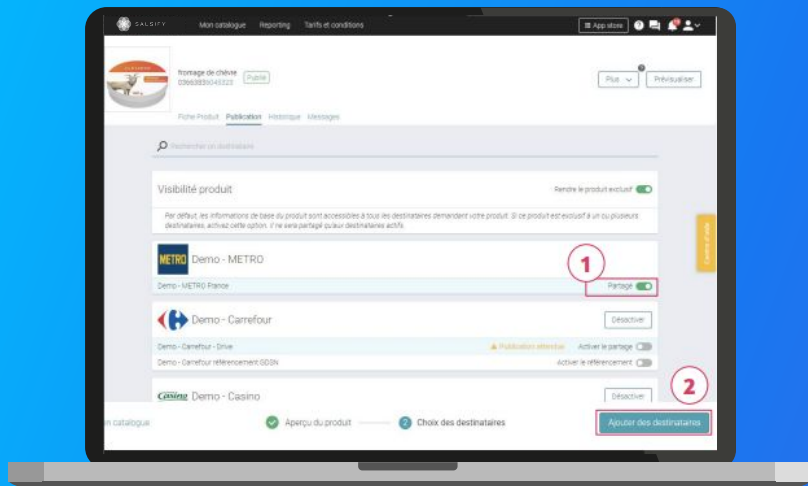 SALSIFY Mon catalogue Reporting Tarifs et conditions App store
fromage de chèvre
Publié
Plus Prévisualiser
Fiche Produit Publication Historique Messages
Rechercher un destinataire
Visibilité produit Rendre le produit exclusif
Par défaut, les informations de base du produit sont accessibles à tous les destinataires demandant votre produit. Si ce produit est exclusif à un ou plusieurs
destinataires, activez cette option, il ne sera partagé qu'aux destinataires actifs.
Centre d'aide
METRO Demo - METRO
1
Demo - METRO France Partagé
Demo - Carrefour Désactiver
Demo - Carrefour - Drive Publication attendue Activer le partage
Demo - Carrefour référencement GDSN Activer le référencement
Casino Demo - Casino Désactiver
2
n catalogue Aperçu du produit 2 Choix des destinataires Ajouter des destinataires